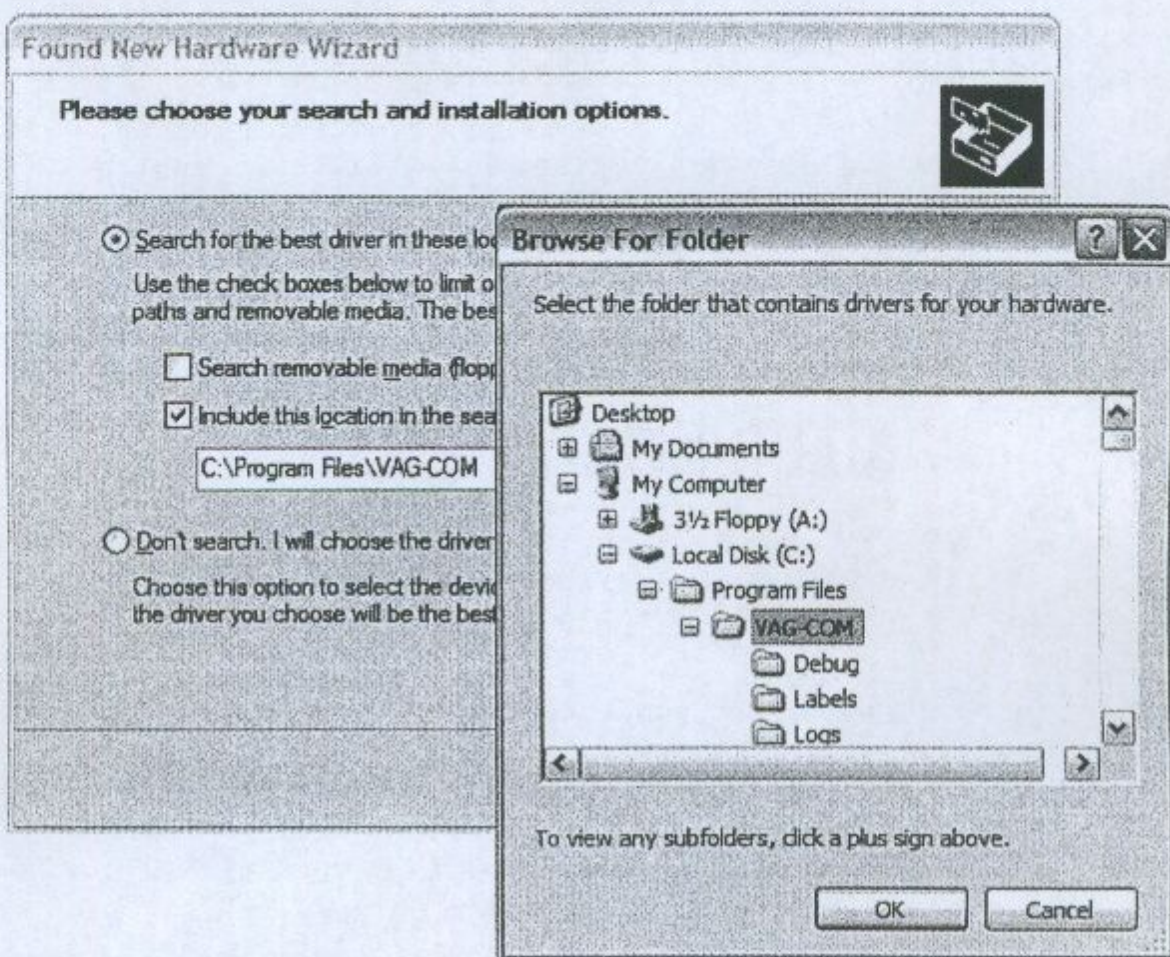 Found New Hardware Wizard
Please choose your search and installation options.
Search for the best driver in these loc
Use the check boxes below to limit o
paths and removable media. The bes
Search removable media (flopp
Include this location in the sea
C:\Program Files\VAG-COM
Don't search. I will choose the driver
Choose this option to select the devic
the driver you choose will be the best
Browse For Folder
Select the folder that contains drivers for your hardware.
Desktop
My Documents
My Computer
3½ Floppy (A:)
Local Disk (C:)
Program Files
VAG-COM
Debug
Labels
Logs
To view any subfolders, click a plus sign above.
OK
Cancel